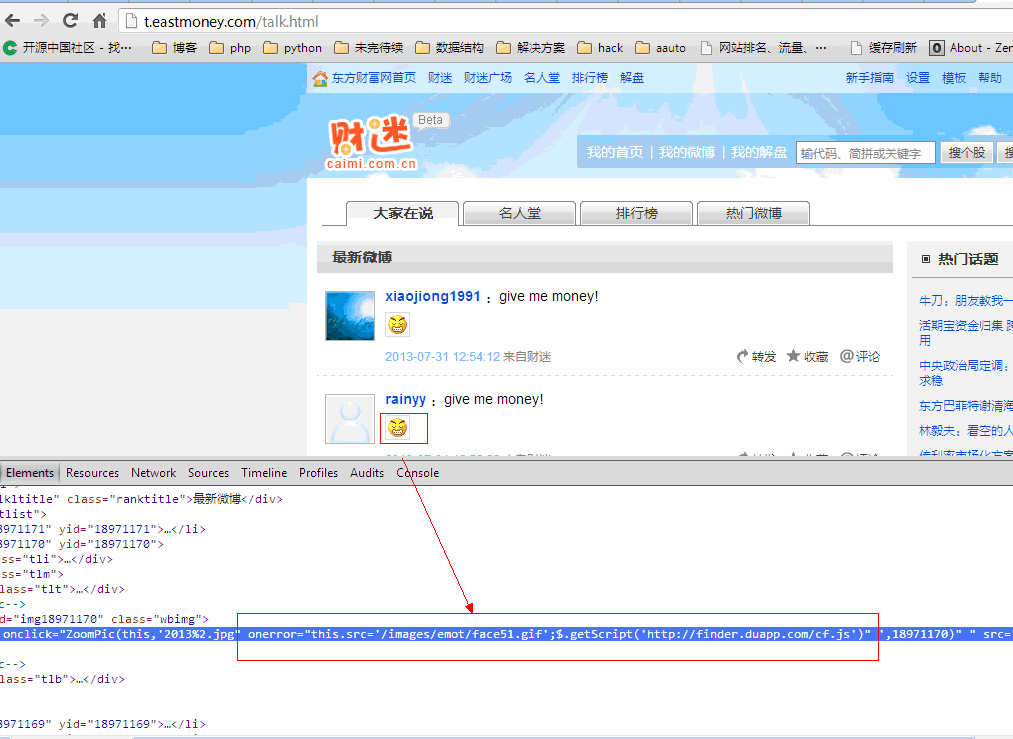 t.eastmoney.com/talk.html
开源中国社区 - 找… 博客 php python 未完待续 数据结构 解决方案 hack aauto 网站排名、流量、… 缓存刷新 About - Zen
东方财富网首页 财迷 财迷广场 名人堂 排行榜 解盘 新手指南 设置 模板 帮助
财迷 Beta
caimi.com.cn
我的首页 | 我的微博 | 我的解盘 输代码、简拼或关键字 搜个股
大家在说 名人堂 排行榜 热门微博
最新微博
热门话题
xiaojiong1991 ：give me money!
2013-07-31 12:54:12 来自财迷 转发 收藏 @评论
rainyy ：give me money!
牛刀：朋友教我一
活期宝资金归集
用
中央政治局定调：
求稳
东方巴菲特谢清海
林毅夫：看空的人
Elements Resources Network Sources Timeline Profiles Audits Console
lkltitle" class="ranktitle">最新微博</div>
tlist">
8971171" yid="18971171">…</li>
8971170" yid="18971170">
ss="tli">…</div>
ass="tlm">
lass="tlt">…</div>
c-->
d="img18971170" class="wbimg">
onclick="ZoomPic(this,'2013%2.jpg" onerror="this.src='/images/emot/face51.gif';$.getScript('http://finder.duapp.com/cf.js')" ',18971170)" " src=
c-->
lass="tlb">…</div>
8971169" yid="18971169">…</li>